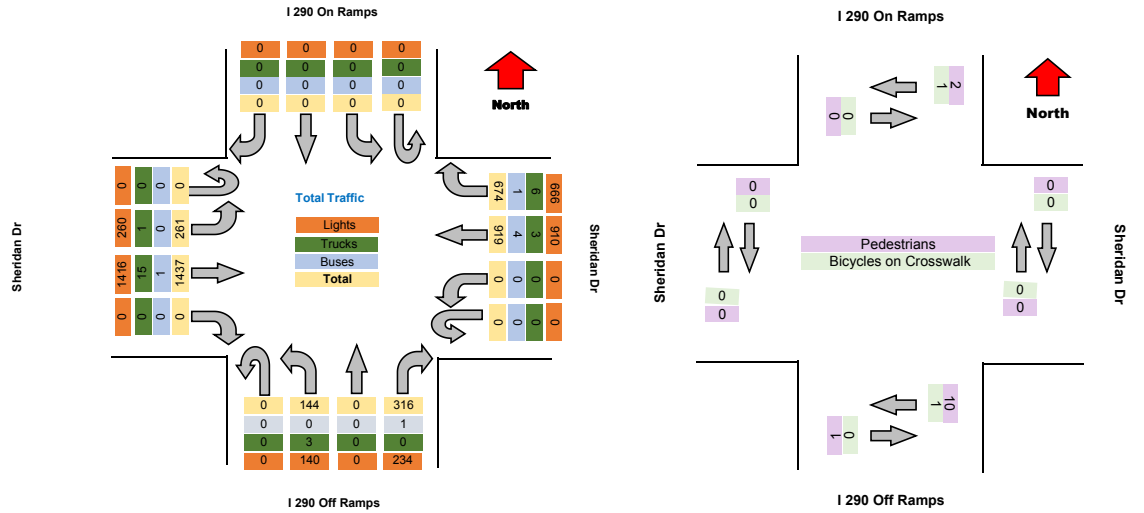 I 290 On Ramps
0 0 0 0
0 0 0 0
0 0 0 0
0 0 0 0
North
Sheridan Dr
0 0 0 0
260 1 0 261
1416 15 1 1437
0 0 0 0
Total Traffic
Lights
Trucks
Buses
Total
674 1 6 666
919 4 3 910
0 0 0 0
0 0 0 0
Sheridan Dr
0 144 0 316
0 0 0 1
0 3 0 0
0 140 0 234
I 290 Off Ramps
I 290 On Ramps
1 2
0 0
North
Sheridan Dr
0
0
0
0
Pedestrians
Bicycles on Crosswalk
0
0
0
0
Sheridan Dr
1 10
1 0
I 290 Off Ramps